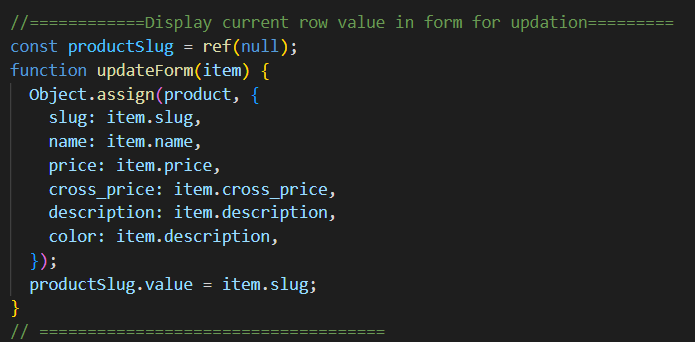 //============Display current row value in form for updation=========
const productSlug = ref(null);
function updateForm(item) {
  Object.assign(product, {
    slug: item.slug,
    name: item.name,
    price: item.price,
    cross_price: item.cross_price,
    description: item.description,
    color: item.description,
  });
  productSlug.value = item.slug;
}
// ====================================